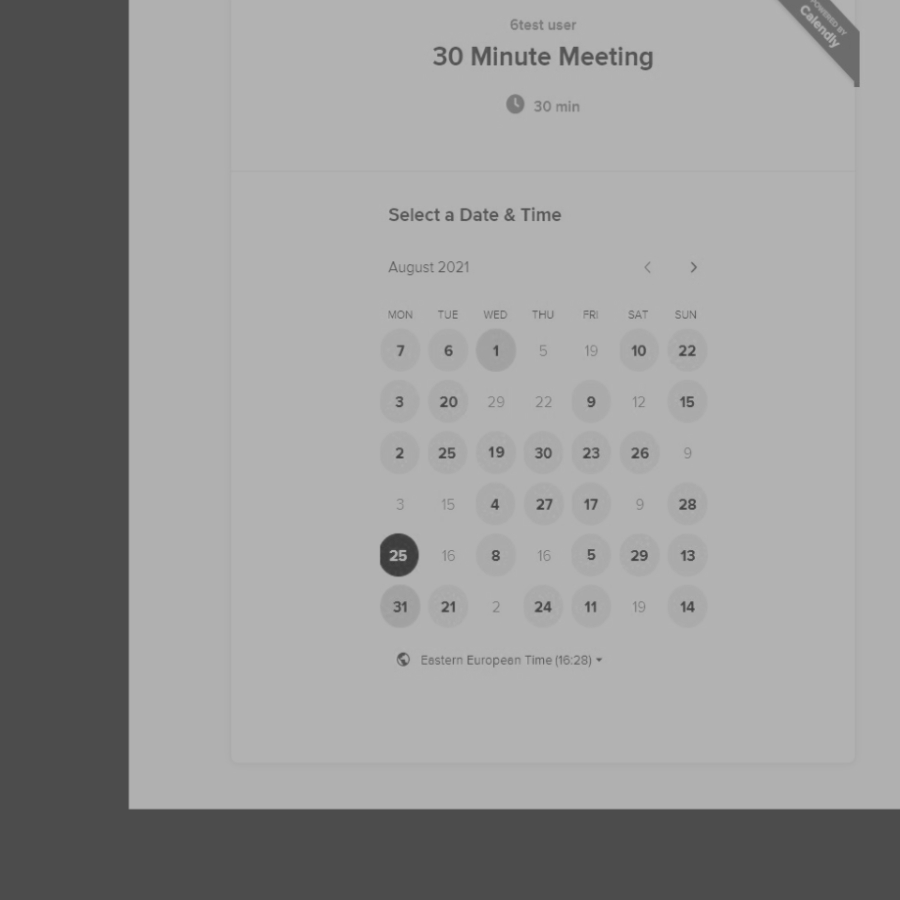 POWERED BY
Calendly
6test user
30 Minute Meeting
30 min
Select a Date & Time
August 2021
MON TUE WED THU FRI SAT SUN
7 6 1 5 19 10 22
3 20 29 22 9 12 15
2 25 19 30 23 26 9
3 15 4 27 17 9 28
25 16 8 16 5 29 13
31 21 2 24 11 19 14
Eastern European Time (16:28)